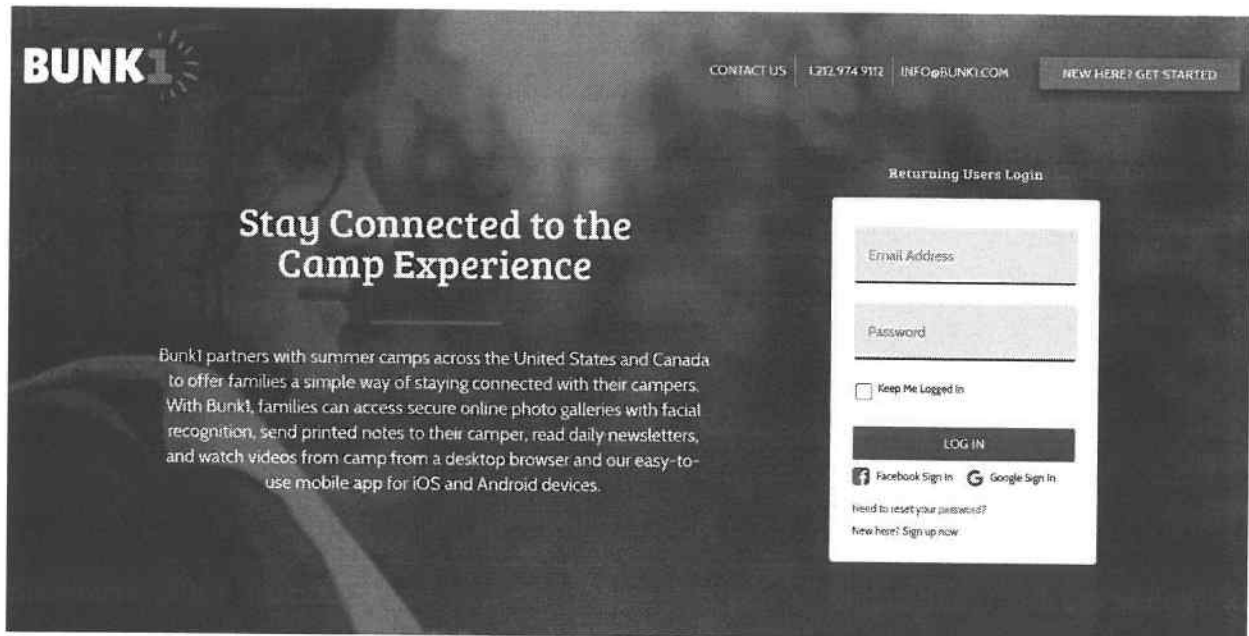 BUNK1
CONTACT US
1.212.974.9112
INFO@BUNK1.COM
NEW HERE? GET STARTED
Returning Users Login
Stay Connected to the
Camp Experience
Bunk1 partners with summer camps across the United States and Canada
to offer families a simple way of staying connected with their campers.
With Bunk1, families can access secure online photo galleries with facial
recognition, send printed notes to their camper, read daily newsletters,
and watch videos from camp from a desktop browser and our easy-to-
use mobile app for iOS and Android devices.
Email Address
Password
Keep Me Logged In
LOG IN
Facebook Sign In
Google Sign In
Need to reset your password?
New here? Sign up now